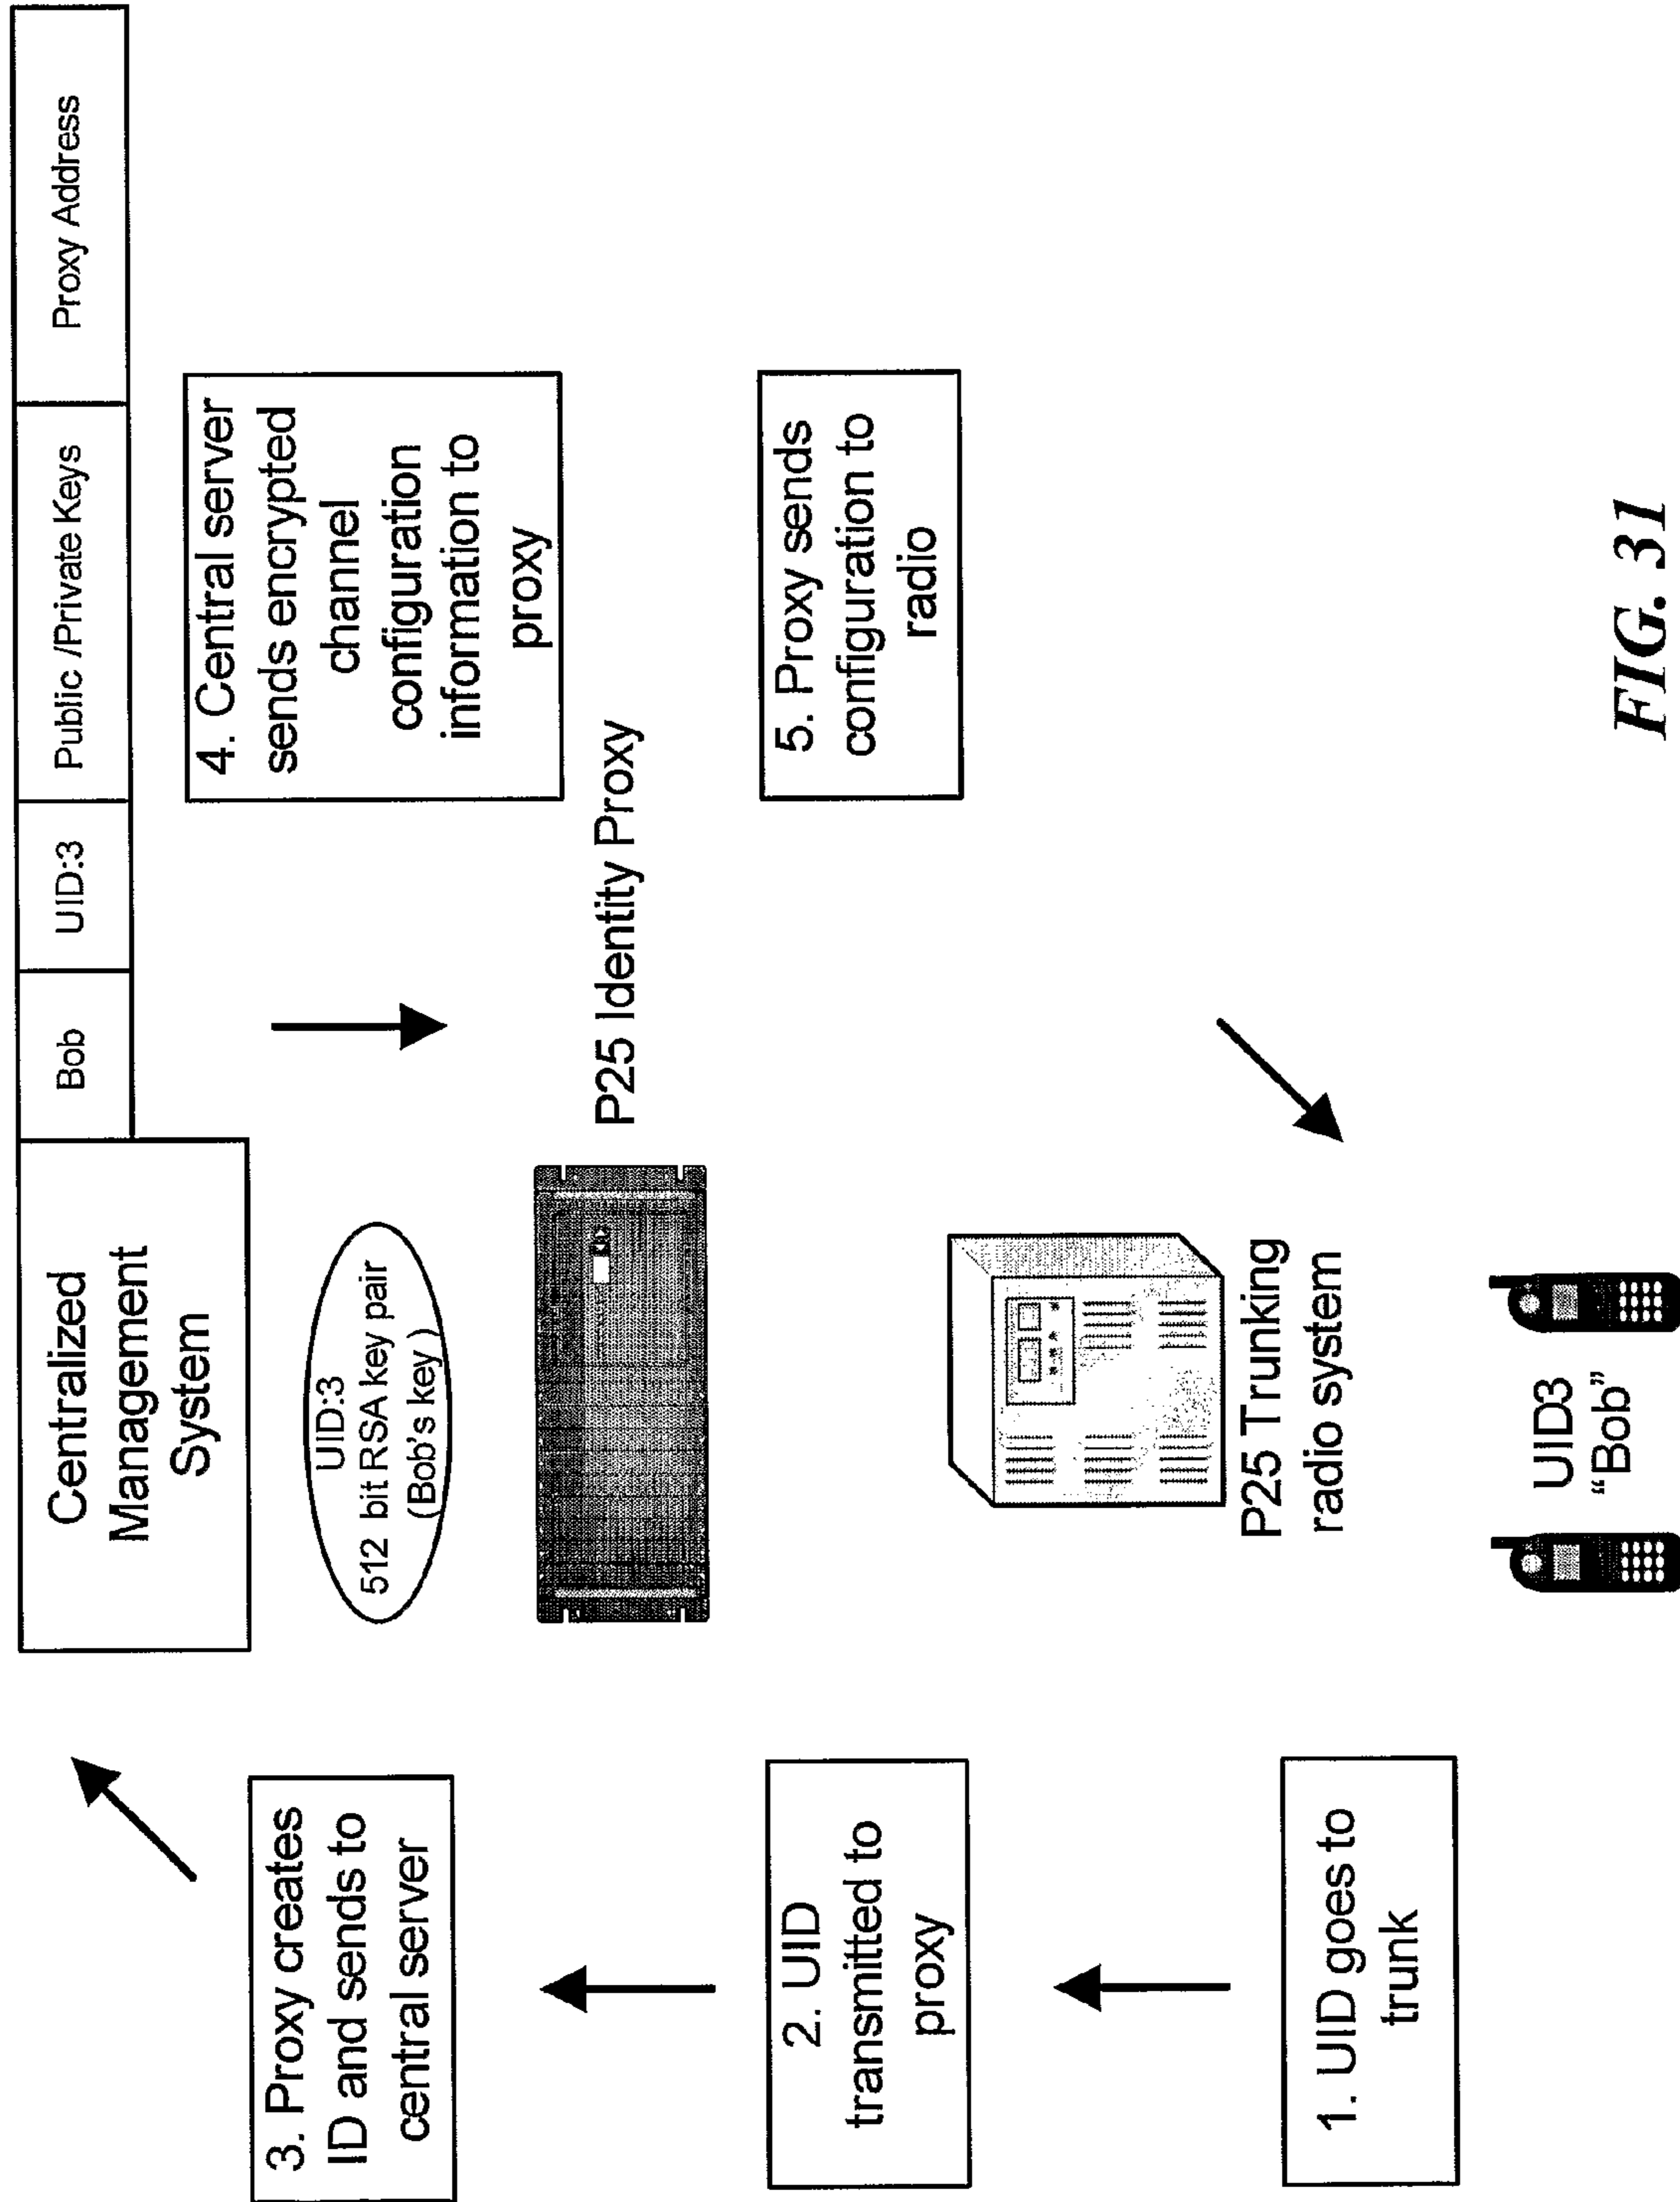 Centralized
Management
System
Bob
UID:3
Public /Private Keys
Proxy Address
3. Proxy creates
ID and sends to
central server
UID:3
512 bit RSA key pair
(Bob's key )
4. Central server
sends encrypted
channel
configuration
information to
proxy
P25 Identity Proxy
2. UID
transmitted to
proxy
5. Proxy sends
configuration to
radio
P25 Trunking
radio system
1. UID goes to
trunk
UID3
“Bob”
FIG. 31